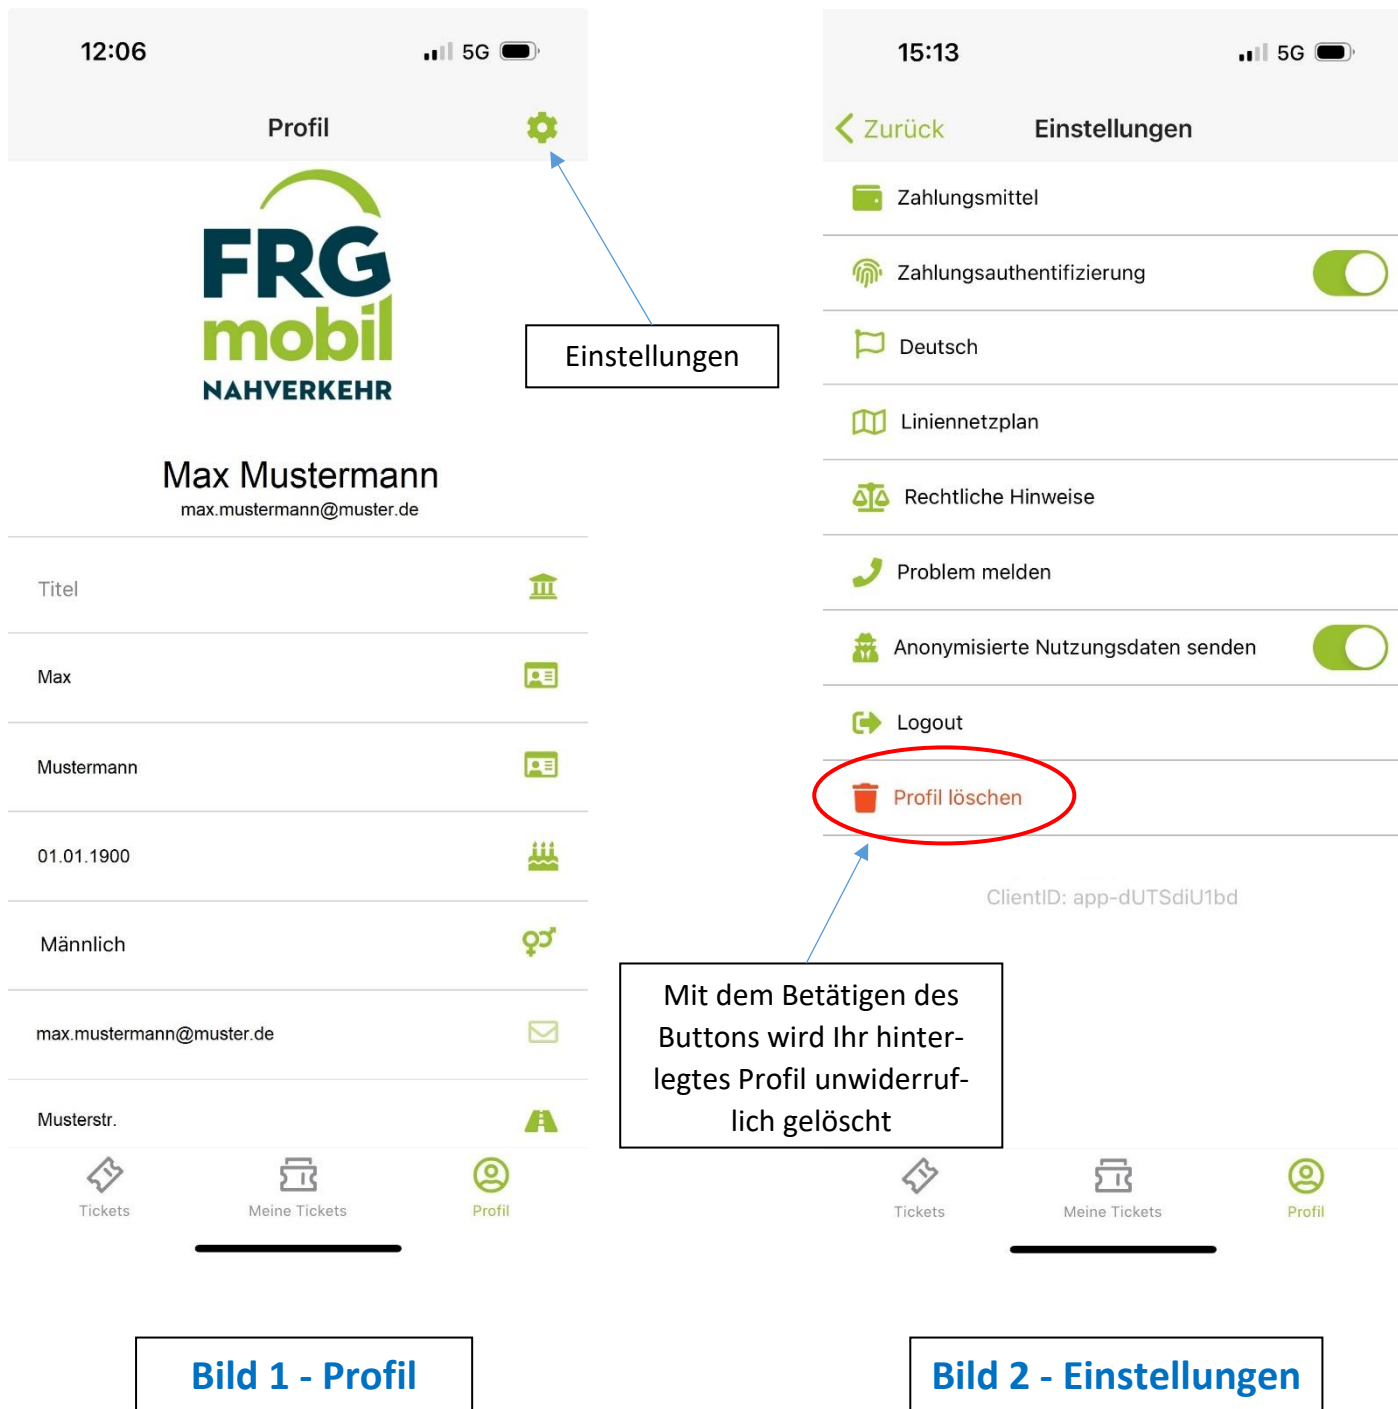 12:06
5G
Profil
FRG
mobil
NAHVERKEHR
Einstellungen
Max Mustermann
max.mustermann@muster.de
Titel
Max
Mustermann
01.01.1900
Männlich
max.mustermann@muster.de
Musterstr.
Tickets
Meine Tickets
Profil
Bild 1 - Profil
15:13
5G
Zurück
Einstellungen
Zahlungsmittel
Zahlungsauthentifizierung
Deutsch
Liniennetzplan
Rechtliche Hinweise
Problem melden
Anonymisierte Nutzungsdaten senden
Logout
Profil löschen
ClientID: app-dUTSdiU1bd
Mit dem Betätigen des
Buttons wird Ihr hinter-
legtes Profil unwiderruf-
lich gelöscht
Tickets
Meine Tickets
Profil
Bild 2 - Einstellungen